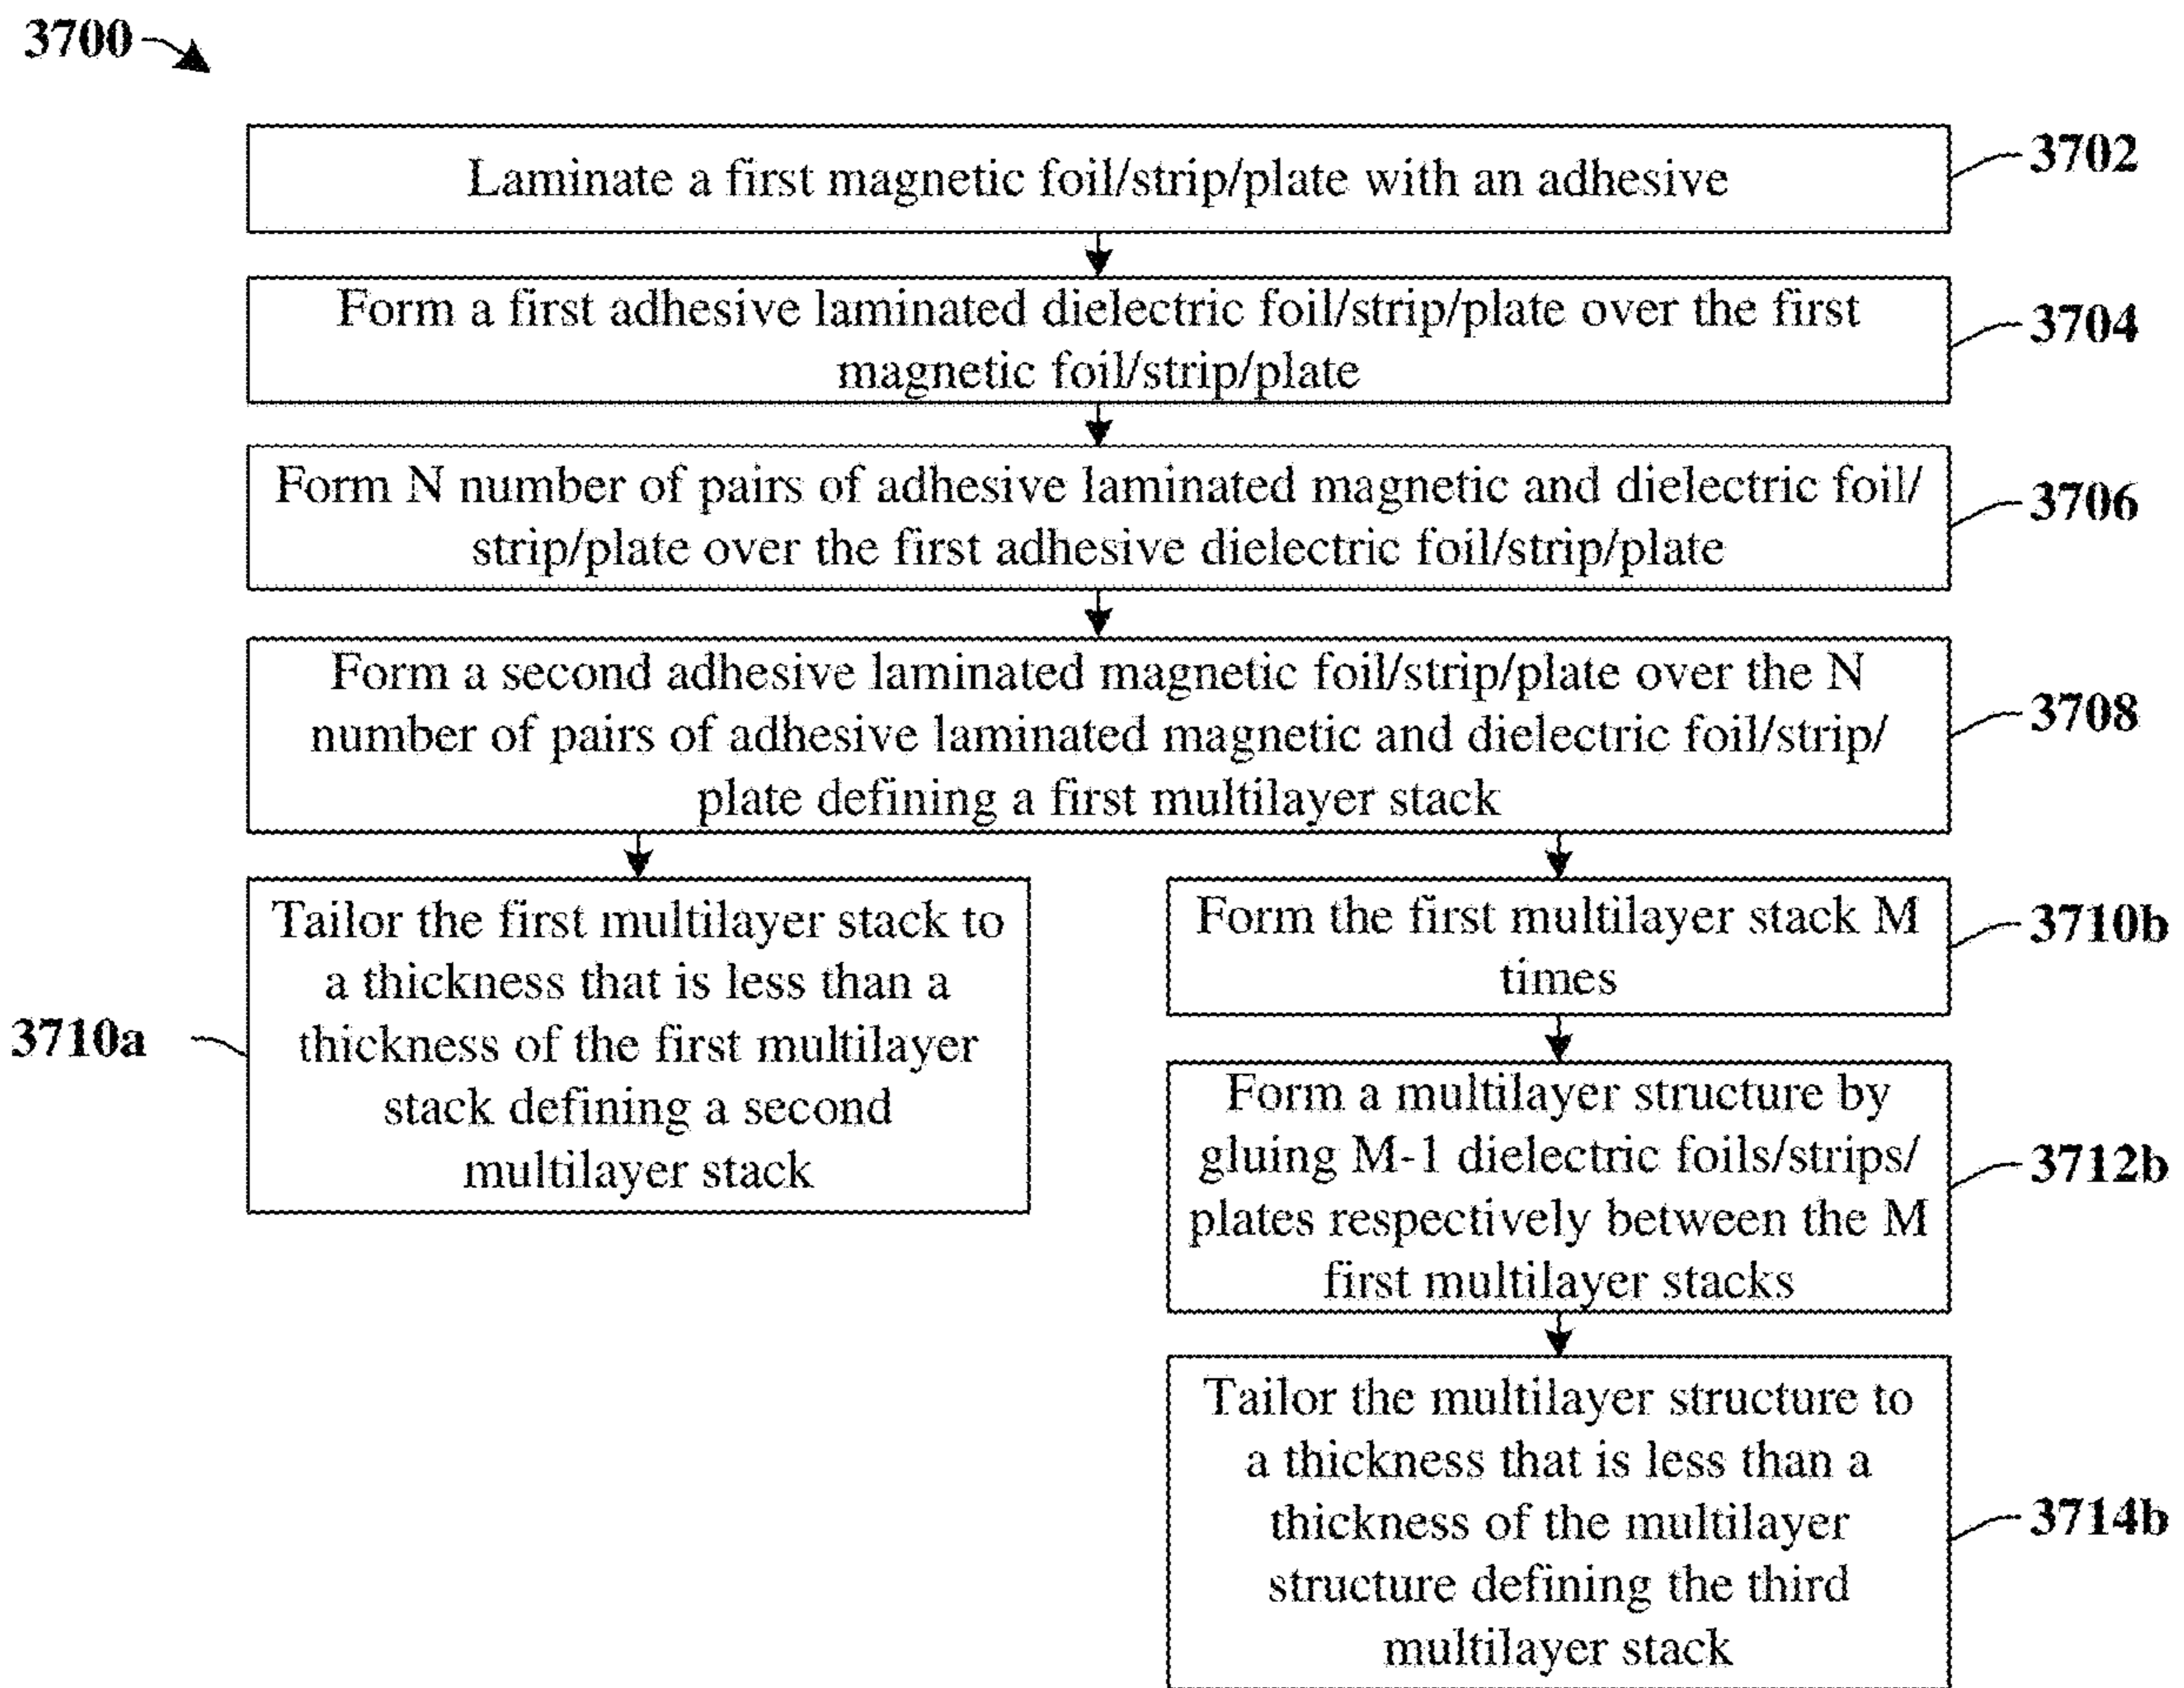 3700
Laminate a first magnetic foil/strip/plate with an adhesive
3702
Form a first adhesive laminated dielectric foil/strip/plate over the first
magnetic foil/strip/plate
3704
Form N number of pairs of adhesive laminated magnetic and dielectric foil/
strip/plate over the first adhesive dielectric foil/strip/plate
3706
Form a second adhesive laminated magnetic foil/strip/plate over the N
number of pairs of adhesive laminated magnetic and dielectric foil/strip/
plate defining a first multilayer stack
3708
Tailor the first multilayer stack to
a thickness that is less than a
thickness of the first multilayer
stack defining a second
multilayer stack
3710a
Form the first multilayer stack M
times
3710b
Form a multilayer structure by
gluing M-1 dielectric foils/strips/
plates respectively between the M
first multilayer stacks
3712b
Tailor the multilayer structure to
a thickness that is less than a
thickness of the multilayer
structure defining the third
multilayer stack
3714b